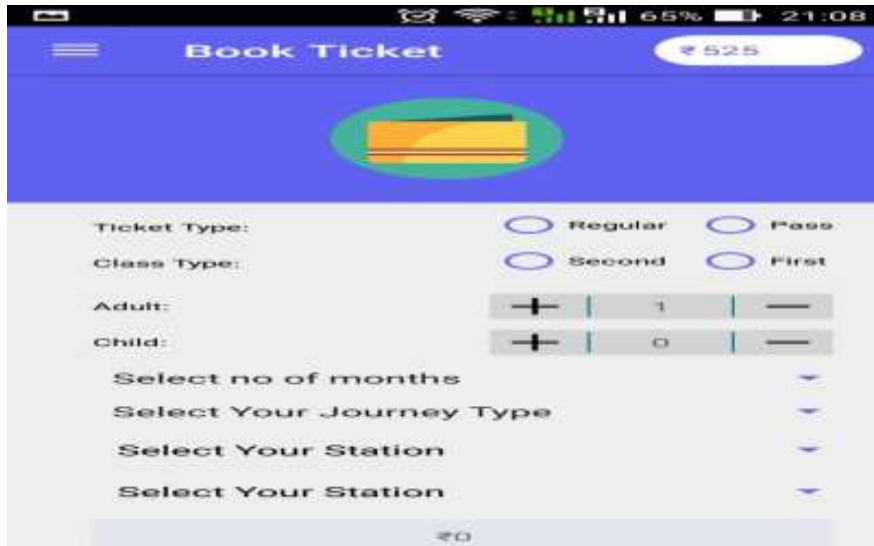 65% 21:08
Book Ticket ₹ 525
Ticket Type: Regular Pass
Class Type: Second First
Adult: + | 1 | —
Child: + | 0 | —
Select no of months
Select Your Journey Type
Select Your Station
Select Your Station
₹0